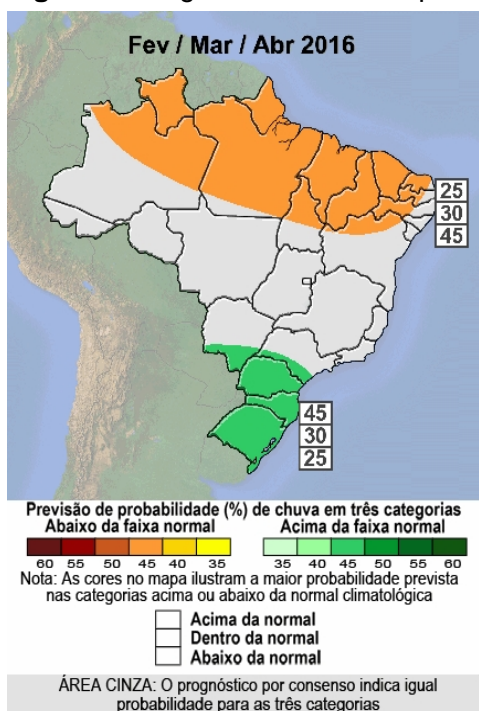 Fev / Mar / Abr 2016
25
30
45
45
30
25
Previsão de probabilidade (%) de chuva em três categorias
Abaixo da faixa normal Acima da faixa normal
60 55 50 45 40 35 35 40 45 50 55 60
Nota: As cores no mapa ilustram a maior probabilidade prevista
nas categorias acima ou abaixo da normal climatológica
Acima da normal
Dentro da normal
Abaixo da normal
ÁREA CINZA: O prognóstico por consenso indica igual
probabilidade para as três categorias